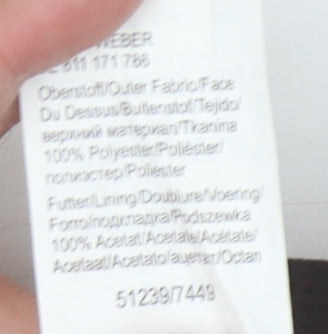 WEBER
811 171 786
Oberstoff/Outer Fabric/Face
Du Dessus/Buitenstof/Tejido/
верхний материал/Tkanina
100% Polyester/Poliéster/
полиэстер/Poliester
Futter/Lining/Doublure/Voering/
Forro/подкладка/Podszewka
100% Acetat/Acetate/Acétate/
Acetaat/Acetato/ацетат/Octan
51239/7449